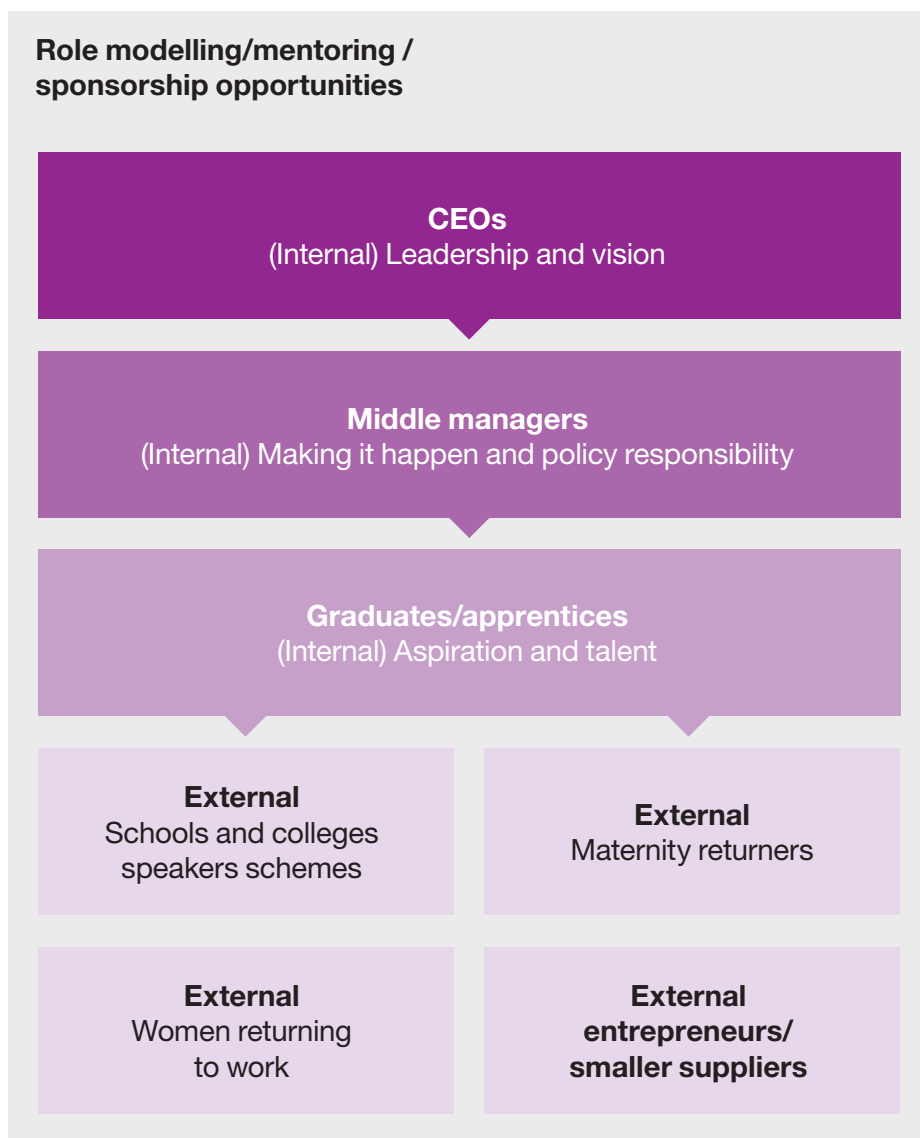 Role modelling/mentoring /
sponsorship opportunities
CEOs
(Internal) Leadership and vision
Middle managers
(Internal) Making it happen and policy responsibility
Graduates/apprentices
(Internal) Aspiration and talent
External
Schools and colleges
speakers schemes
External
Maternity returners
External
Women returning
to work
External
entrepreneurs/
smaller suppliers